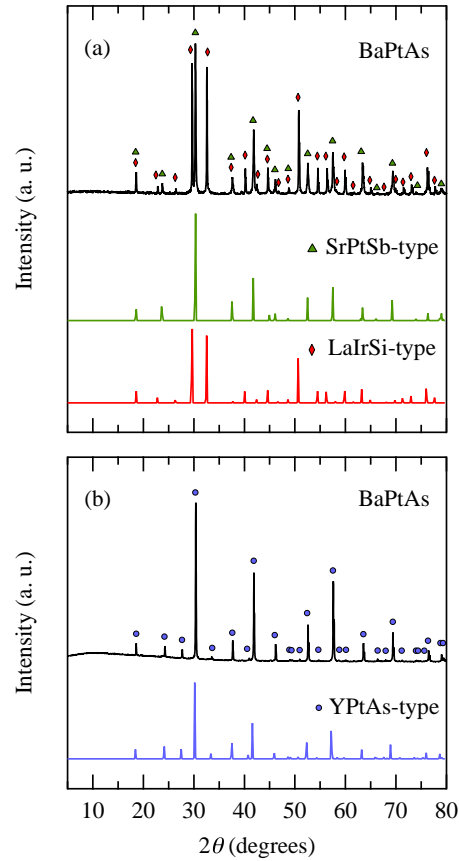 (a)
BaPtAs
Intensity (a. u.)
SrPtSb-type
LaIrSi-type
(b)
BaPtAs
Intensity (a. u.)
YPtAs-type
10 20 30 40 50 60 70 80
2θ (degrees)